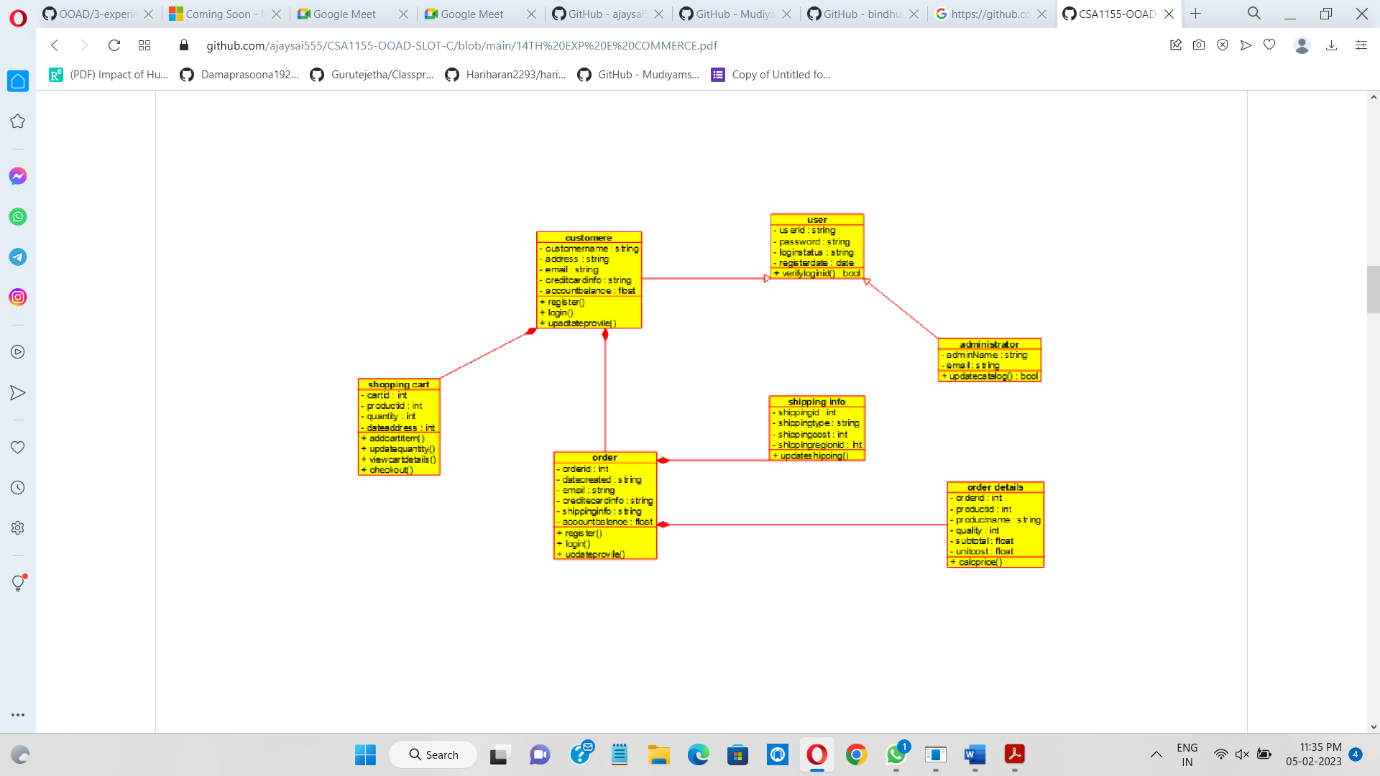 OOAD/3-experin
Coming Soon - N
Google Meet
Google Meet
GitHub - ajaysai5
GitHub - Mudiya
GitHub - bindhu
https://github.co
CSA1155-OOAD
github.com/ajaysai555/CSA1155-OOAD-SLOT-C/blob/main/14TH%20EXP%20E%20COMMERCE.pdf
(PDF) Impact of Hu...
Damaprasoona192...
Gurutejetha/Classpr...
Hariharan2293/hari...
GitHub - Mudiyams...
Copy of Untitled fo...
user
- userid : string
- password : string
- loginstatus : string
- registerdate : date
+ verifyloginid() : bool
customere
- customername : string
- address : string
- email : string
- creditcardinfo : string
- accountbalance : float
+ register()
+ login()
+ upadtateprovile()
administrator
- adminName : string
- email : string
+ updatecatalog() : bool
shopping cart
- cartid : int
- productid : int
- quantity : int
- dateaddress : int
+ addcartitem()
+ updatequantity()
+ viewcartdetails()
+ checkout()
shipping info
- shippingid : int
- shippingtype : string
- shippingcost : int
- shippingregionid : int
+ updateshipping()
order
- orderid : int
- datecreated : string
- email : string
- creditecardinfo : string
- shippinginfo : string
- accountbalance : float
+ register()
+ login()
+ updateprovile()
order details
- orderid : int
- productid : int
- productname : string
- quality : int
- subtotal : float
- unitcost : float
+ calcprice()
Search
1
ENG
IN
11:35 PM
05-02-2023
4